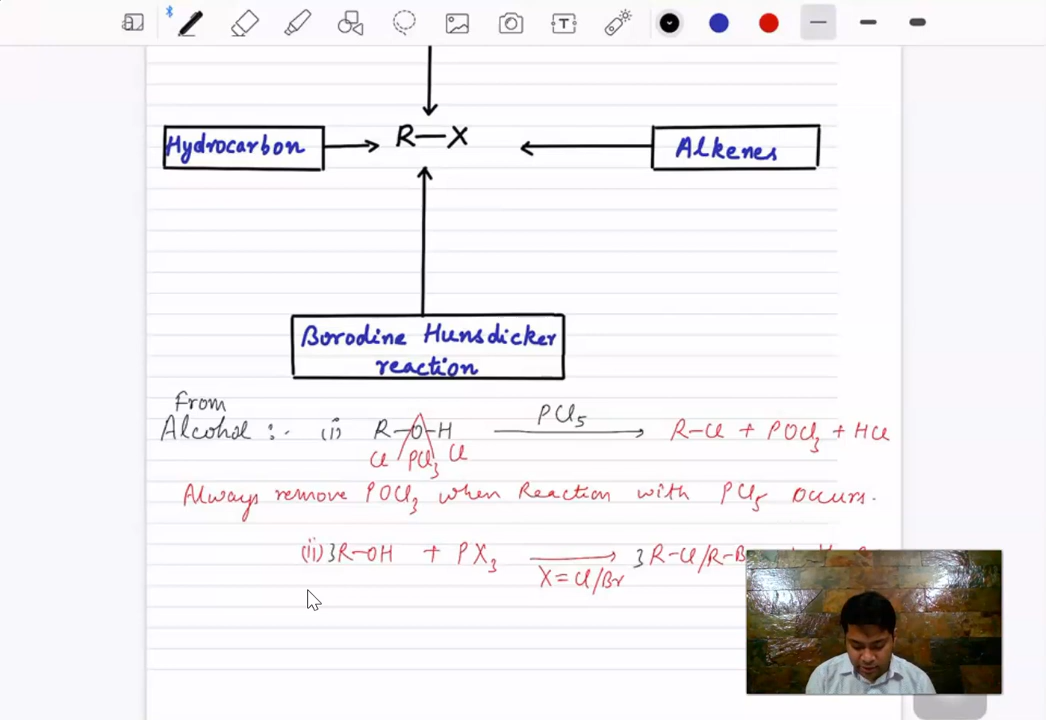 Hydrocarbon
R—X
Alkenes
Borodine Hunsdicker
reaction
From
Alcohol :- (i) R-O-H PCl5 R-Cl + POCl3 + HCl
Cl PCl3 Cl
Always remove POCl3 when Reaction with PCl5 Occurs.
(ii) 3R-OH + PX3 3R-Cl/R-B
X = Cl/Br